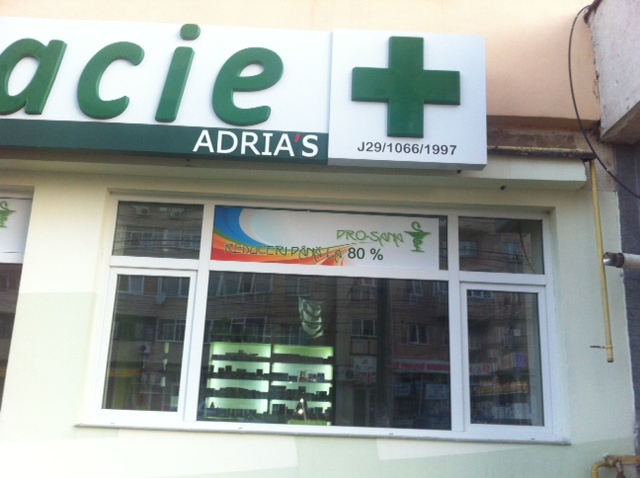 acie
ADRIA'S
J29/1066/1997
PRO-SANA
REDUCERI PÂNĂ LA 80 %